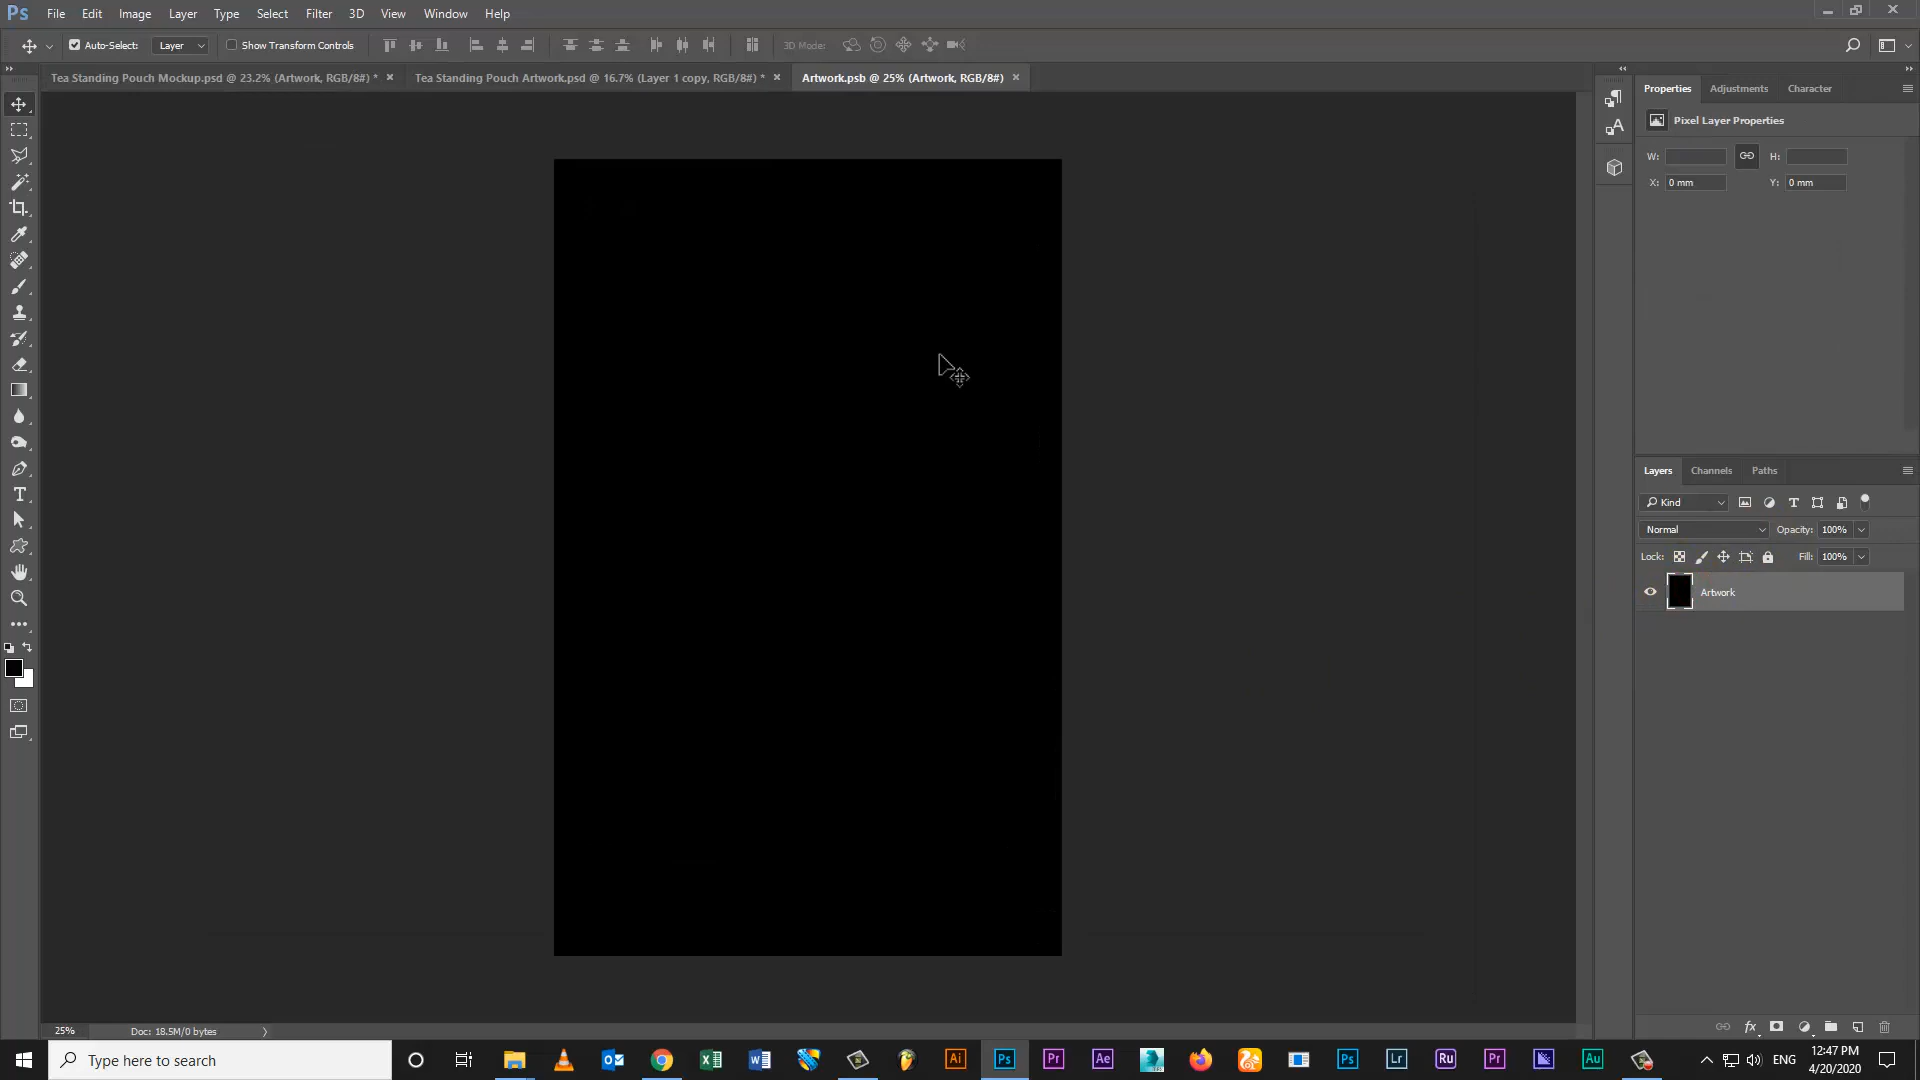 Ps File Edit Image Layer Type Select Filter 3D View Window Help
Auto-Select: Layer Show Transform Controls 3D Mode:
Tea Standing Pouch Mockup.psd @ 23.2% (Artwork, RGB/8#) * × Tea Standing Pouch Artwork.psd @ 16.7% (Layer 1 copy, RGB/8#) * × Artwork.psb @ 25% (Artwork, RGB/8#) ×
Properties Adjustments Character
Pixel Layer Properties
W: H:
X: 0 mm Y: 0 mm
Layers Channels Paths
Kind
Normal Opacity: 100%
Lock: Fill: 100%
Artwork
25% Doc: 18.5M/0 bytes
Type here to search
Ai Ps Pr Ae Ps Lr Ru Pr Au
ENG
12:47 PM
4/20/2020